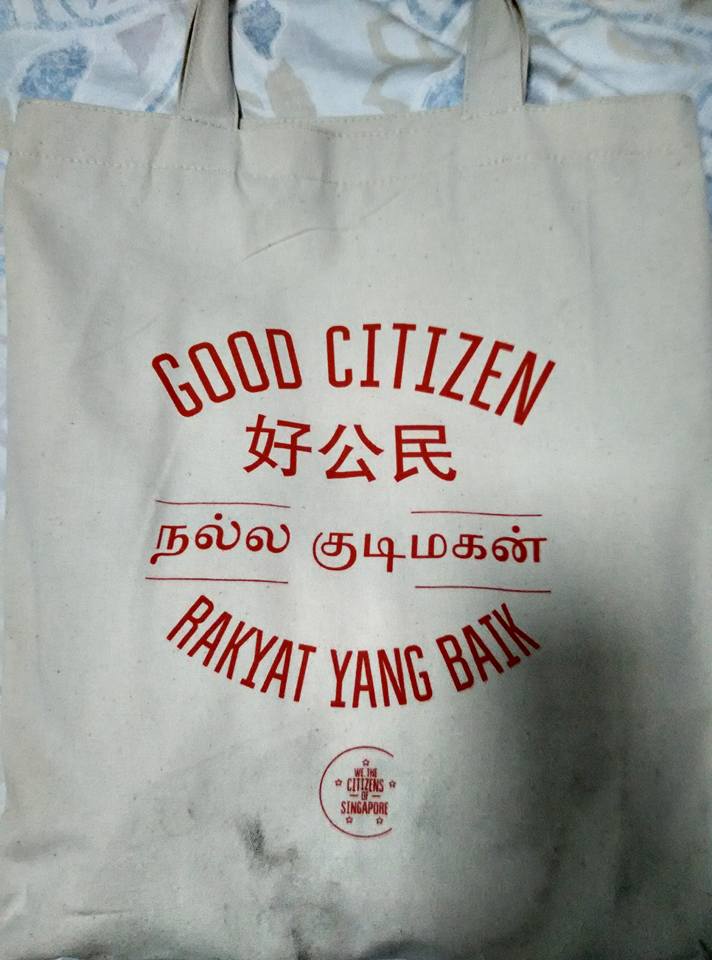 GOOD CITIZEN
好公民
நல்ல குடிமகன்
RAKYAT YANG BAIK
WE, THE
CITIZENS
OF
SINGAPORE